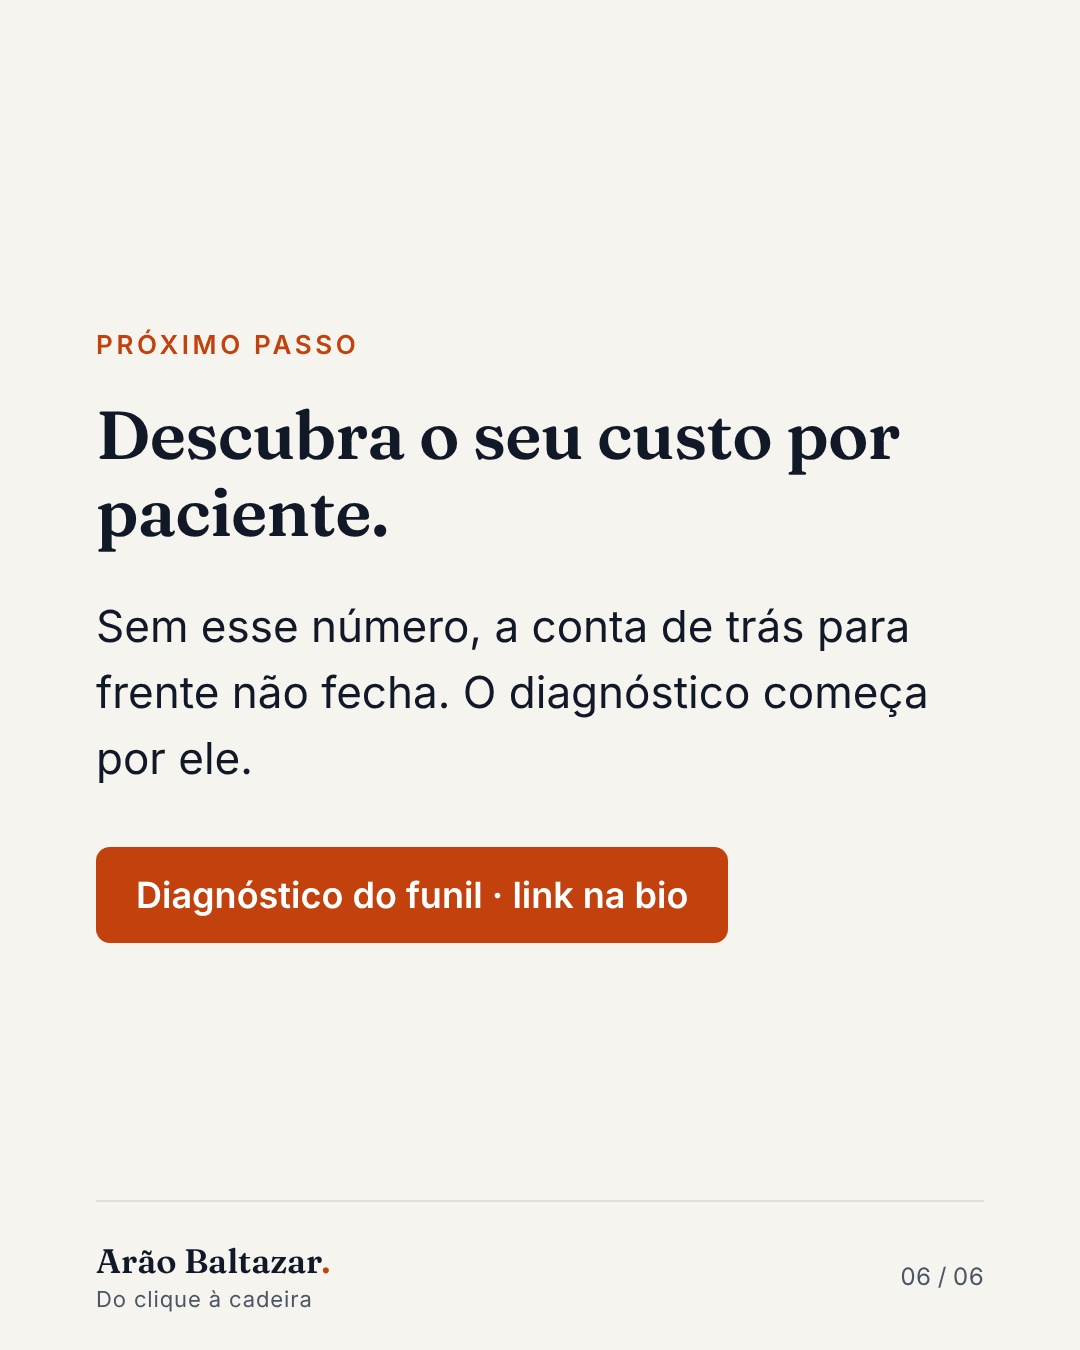 PRÓXIMO PASSO
Descubra o seu custo por
paciente.
Sem esse número, a conta de trás para
frente não fecha. O diagnóstico começa
por ele.
Diagnóstico do funil · link na bio
Arão Baltazar.
Do clique à cadeira
06 / 06